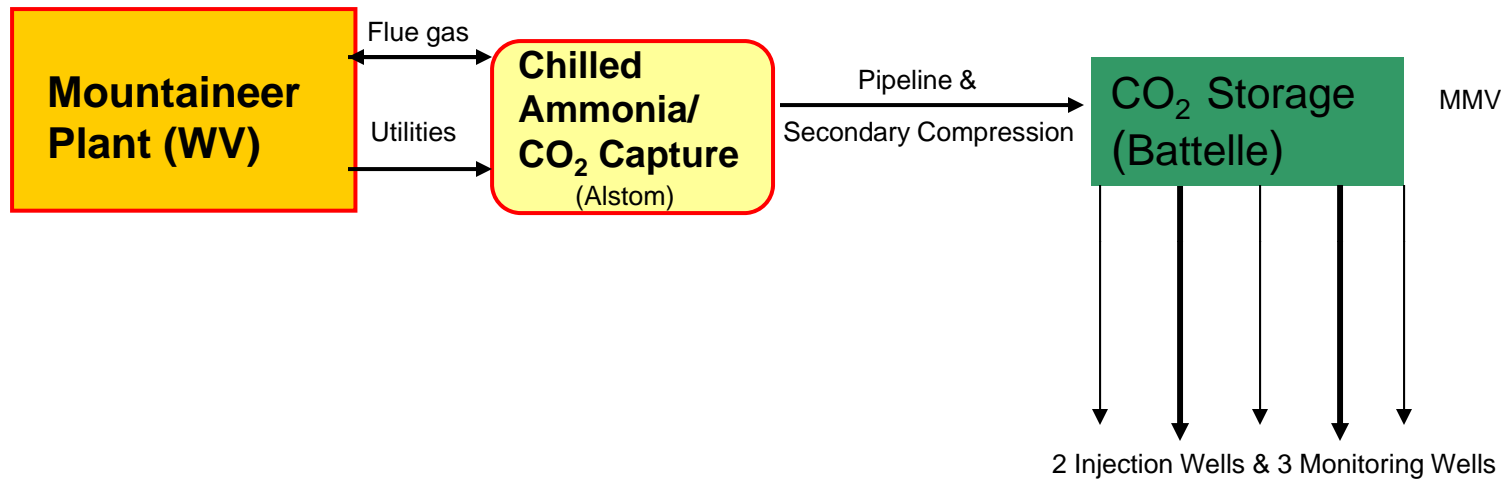 Mountaineer
Plant (WV)
Flue gas
Utilities
Chilled
Ammonia/
CO₂ Capture
(Alstom)
Pipeline &
Secondary Compression
CO₂ Storage
(Battelle)
MMV
2 Injection Wells & 3 Monitoring Wells